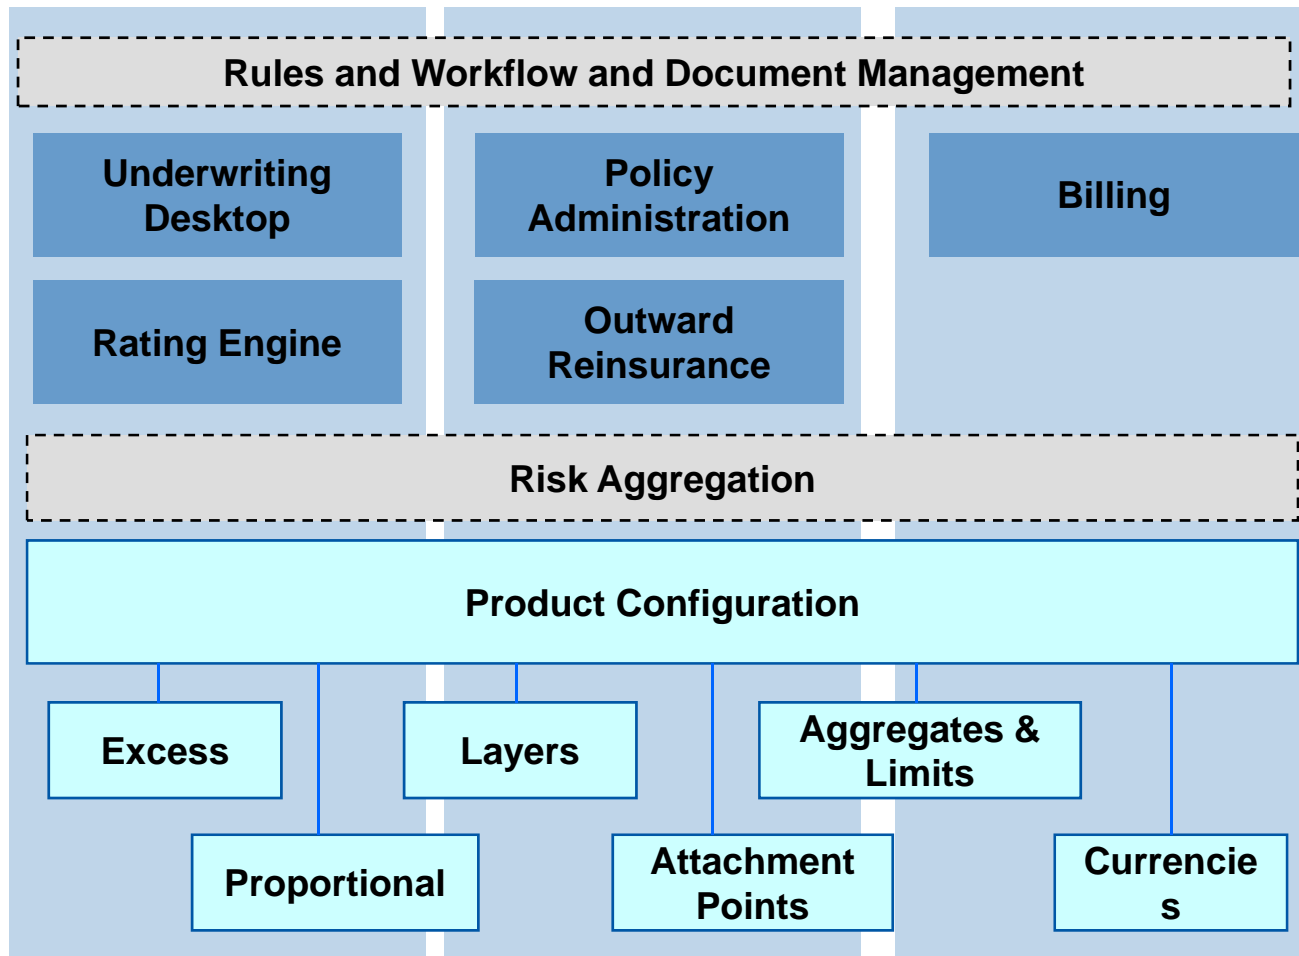 Rules and Workflow and Document Management
Underwriting
Desktop
Policy
Administration
Billing
Rating Engine
Outward
Reinsurance
Risk Aggregation
Product Configuration
Excess
Layers
Aggregates &
Limits
Proportional
Attachment
Points
Currencie
s